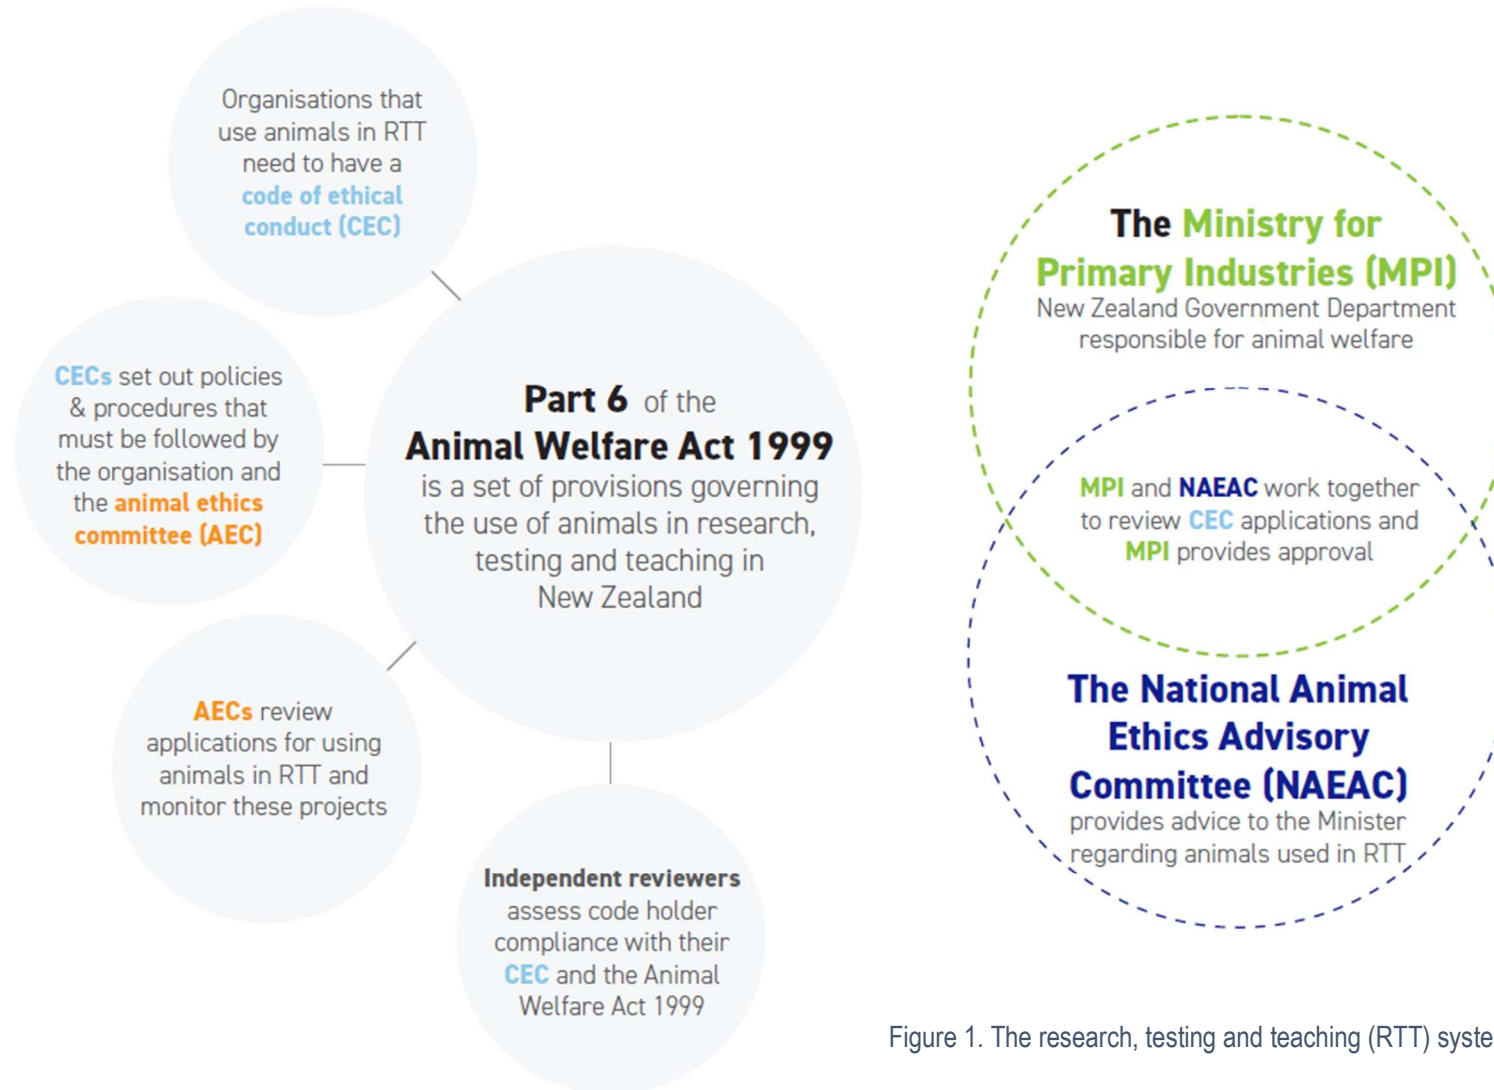 Organisations that
use animals in RTT
need to have a
code of ethical
conduct (CEC)
CECs set out policies
& procedures that
must be followed by
the organisation and
the animal ethics
committee (AEC)
AECs review
applications for using
animals in RTT and
monitor these projects
Independent reviewers
assess code holder
compliance with their
CEC and the Animal
Welfare Act 1999
Part 6 of the
Animal Welfare Act 1999
is a set of provisions governing
the use of animals in research,
testing and teaching in
New Zealand
The Ministry for
Primary Industries (MPI)
New Zealand Government Department
responsible for animal welfare
MPI and NAEAC work together
to review CEC applications and
MPI provides approval
The National Animal
Ethics Advisory
Committee (NAEAC)
provides advice to the Minister
regarding animals used in RTT
Figure 1. The research, testing and teaching (RTT) syste